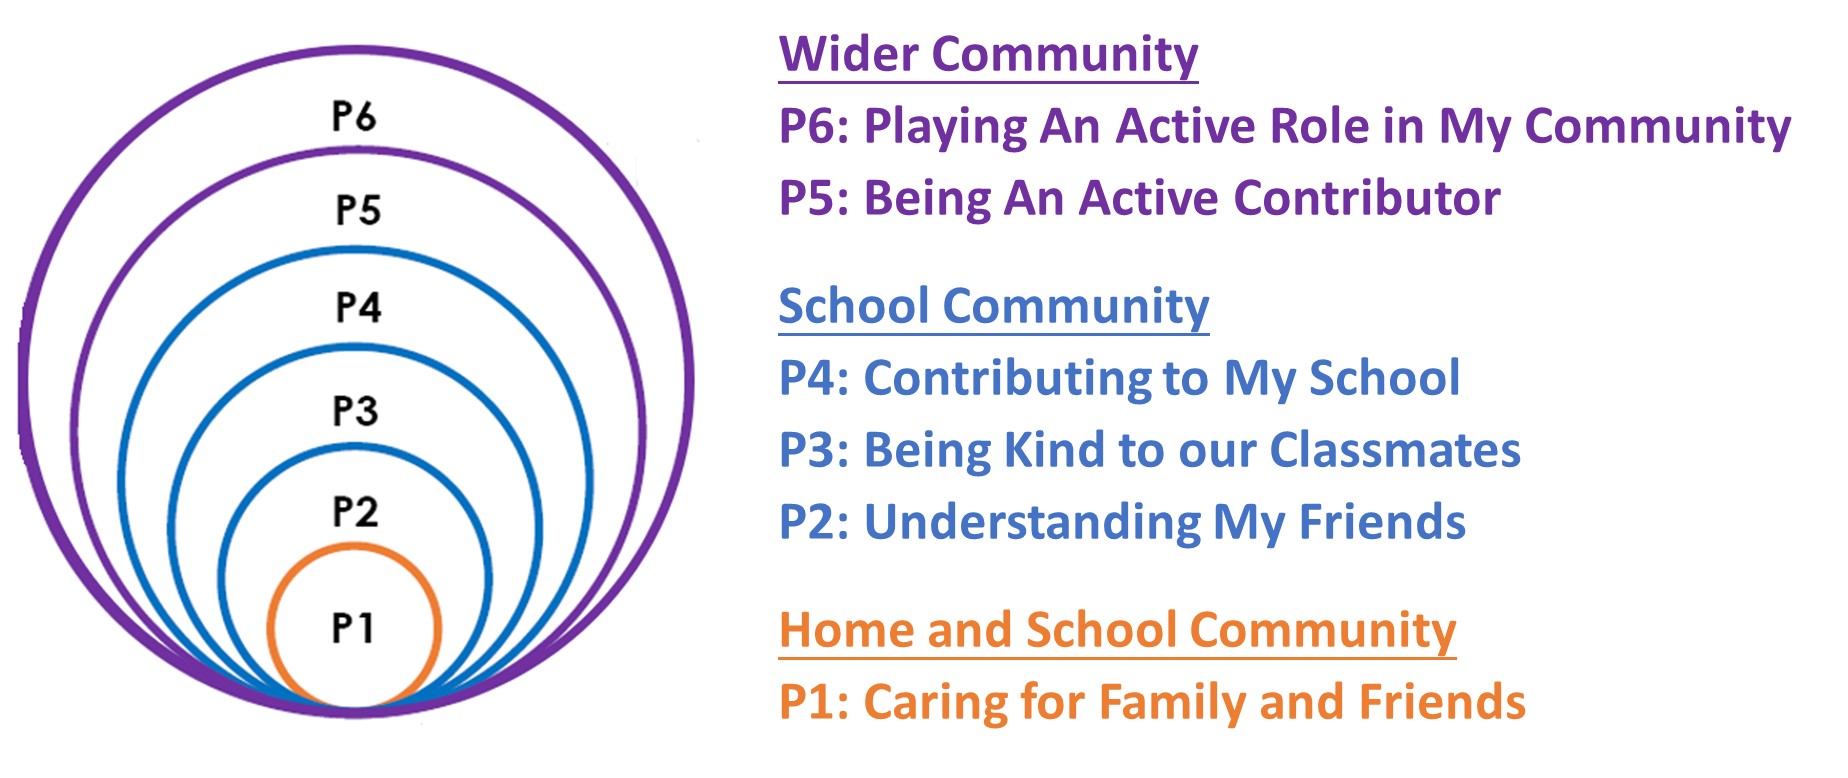 P6
P5
P4
P3
P2
P1
Wider Community
P6: Playing An Active Role in My Community
P5: Being An Active Contributor
School Community
P4: Contributing to My School
P3: Being Kind to our Classmates
P2: Understanding My Friends
Home and School Community
P1: Caring for Family and Friends